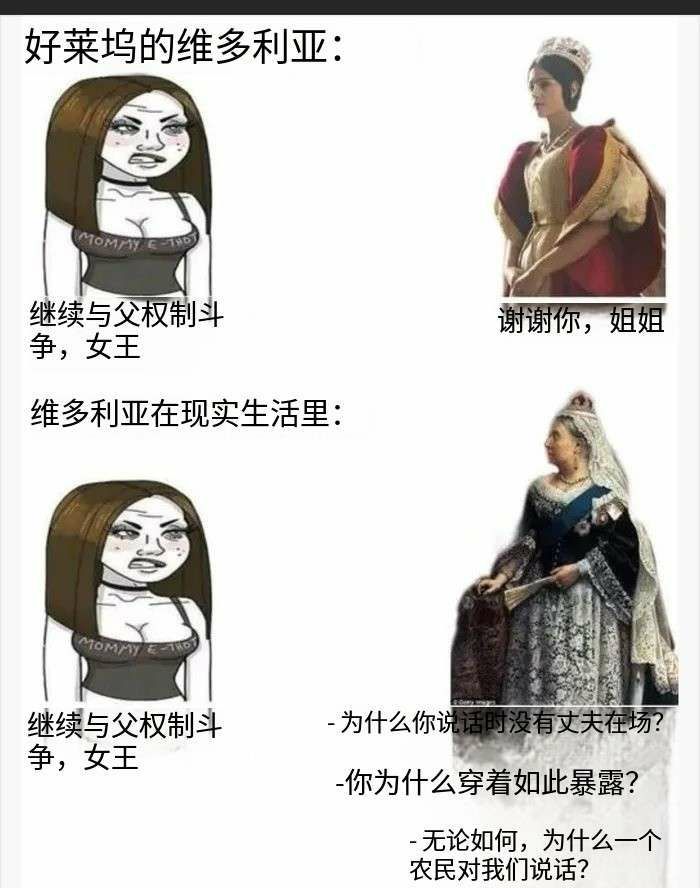 好莱坞的维多利亚：
MOMMY E-THOT
继续与父权制斗
争，女王
谢谢你，姐姐
维多利亚在现实生活里：
MOMMY E-THOT
继续与父权制斗
争，女王
© Getty Images
- 为什么你说话时没有丈夫在场？
-你为什么穿着如此暴露？
- 无论如何，为什么一个
农民对我们说话？